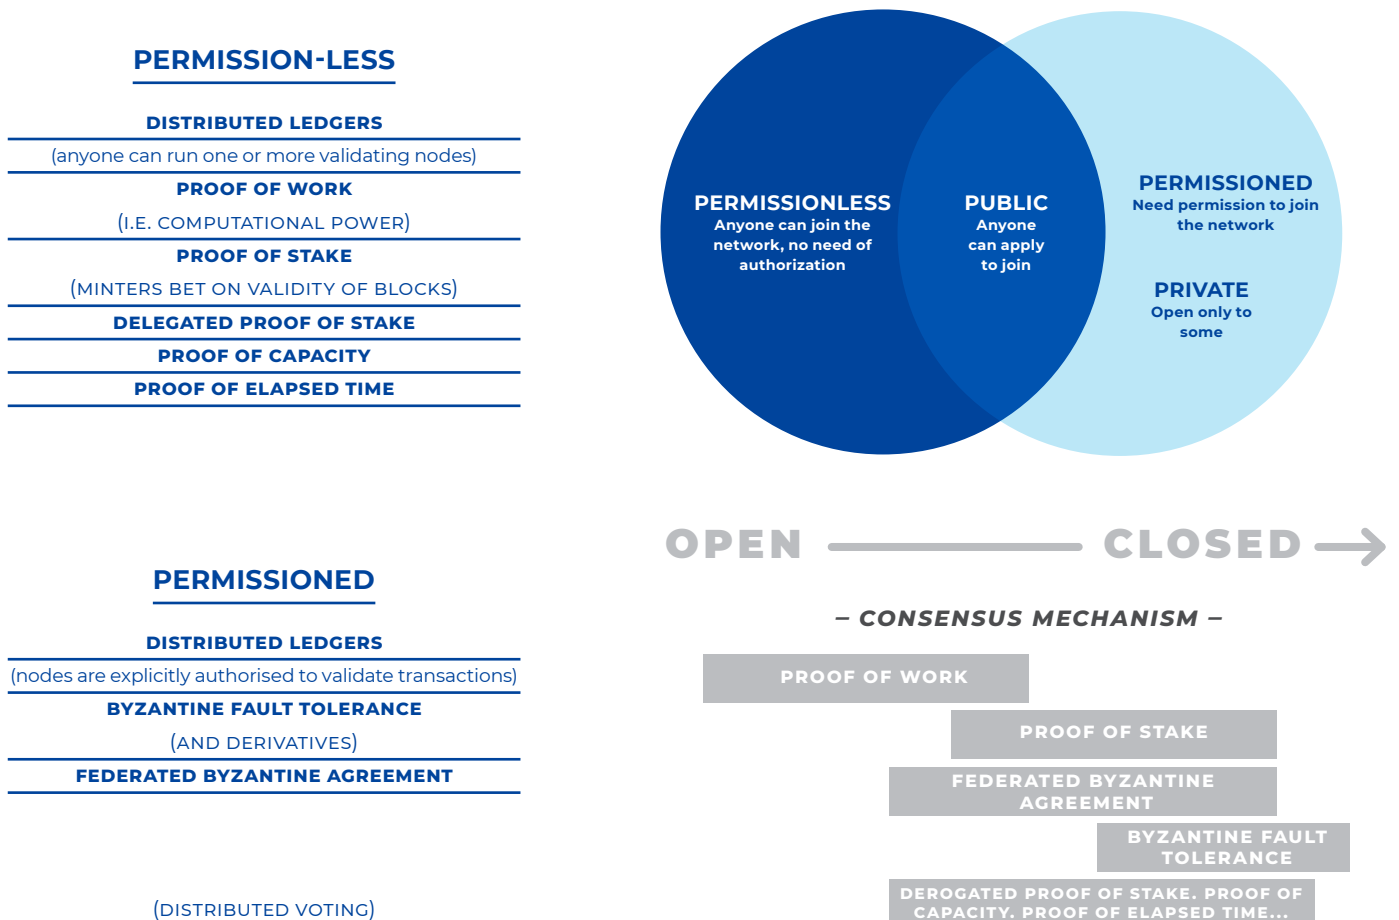 PERMISSION-LESS
DISTRIBUTED LEDGERS
(anyone can run one or more validating nodes)
PROOF OF WORK
(I.E. COMPUTATIONAL POWER)
PROOF OF STAKE
(MINTERS BET ON VALIDITY OF BLOCKS)
DELEGATED PROOF OF STAKE
PROOF OF CAPACITY
PROOF OF ELAPSED TIME
PERMISSIONED
DISTRIBUTED LEDGERS
(nodes are explicitly authorised to validate transactions)
BYZANTINE FAULT TOLERANCE
(AND DERIVATIVES)
FEDERATED BYZANTINE AGREEMENT
(DISTRIBUTED VOTING)
PERMISSIONLESS
Anyone can join the
network, no need of
authorization
PUBLIC
Anyone
can apply
to join
PERMISSIONED
Need permission to join
the network
PRIVATE
Open only to
some
OPEN
CLOSED
– CONSENSUS MECHANISM –
PROOF OF WORK
PROOF OF STAKE
FEDERATED BYZANTINE
AGREEMENT
BYZANTINE FAULT
TOLERANCE
DEROGATED PROOF OF STAKE. PROOF OF
CAPACITY. PROOF OF ELAPSED TIME...